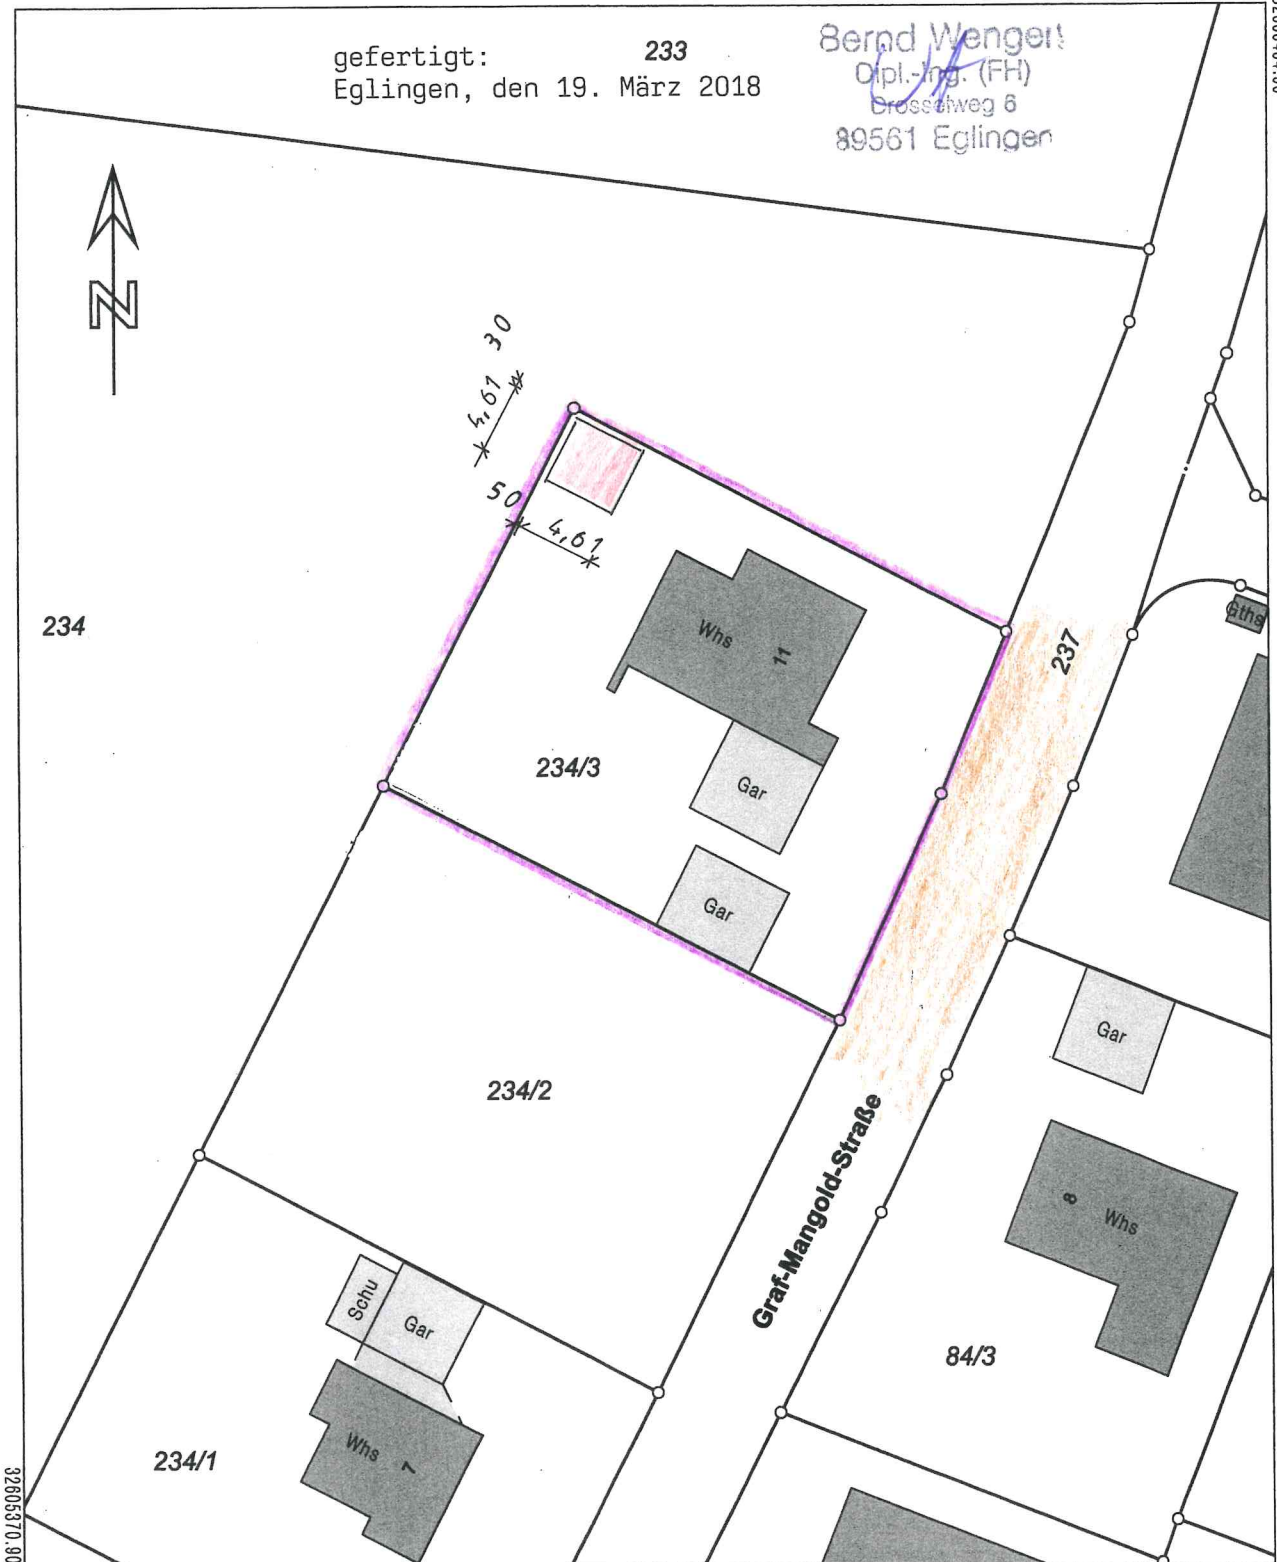 gefertigt:
233
Eglingen, den 19. März 2018
Bernd Wengert
Dipl.-Ing. (FH)
89561 Eglingen
N
30
4,61
50
4,61
234
Whs
11
237
Gths
234/3
Gar
Gar
Gar
234/2
Graf-Mangold-Straße
8
Whs
Schu
Gar
84/3
234/1
Whs
7
32605370.90